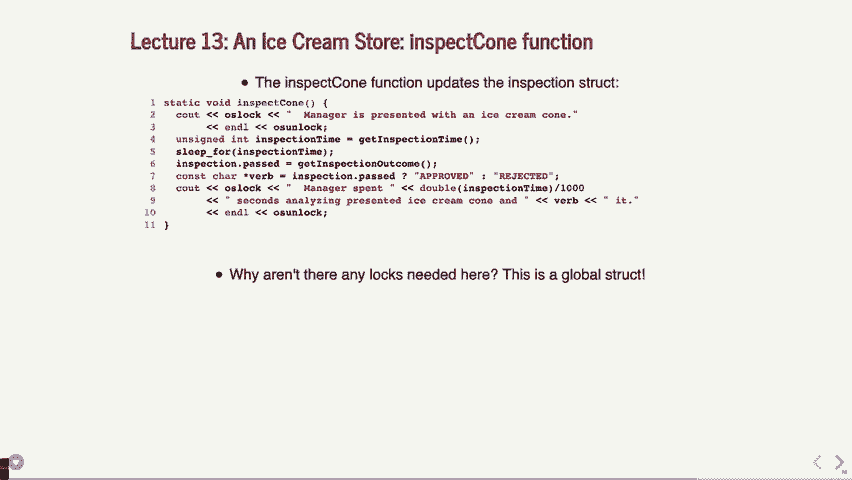 Lecture 13: An Ice Cream Store: inspectCone function
• The inspectCone function updates the inspection struct:
1 static void inspectCone() {
2 cout << oslock << "  Manager is presented with an ice cream cone."
3 << endl << osunlock;
4 unsigned int inspectionTime = getInspectionTime();
5 sleep_for(inspectionTime);
6 inspection.passed = getInspectionOutcome();
7 const char *verb = inspection.passed ? "APPROVED" : "REJECTED";
8 cout << oslock << "  Manager spent " << double(inspectionTime)/1000
9 << " seconds analyzing presented ice cream cone and " << verb << " it."
10 << endl << osunlock;
11 }
• Why aren't there any locks needed here? This is a global struct!